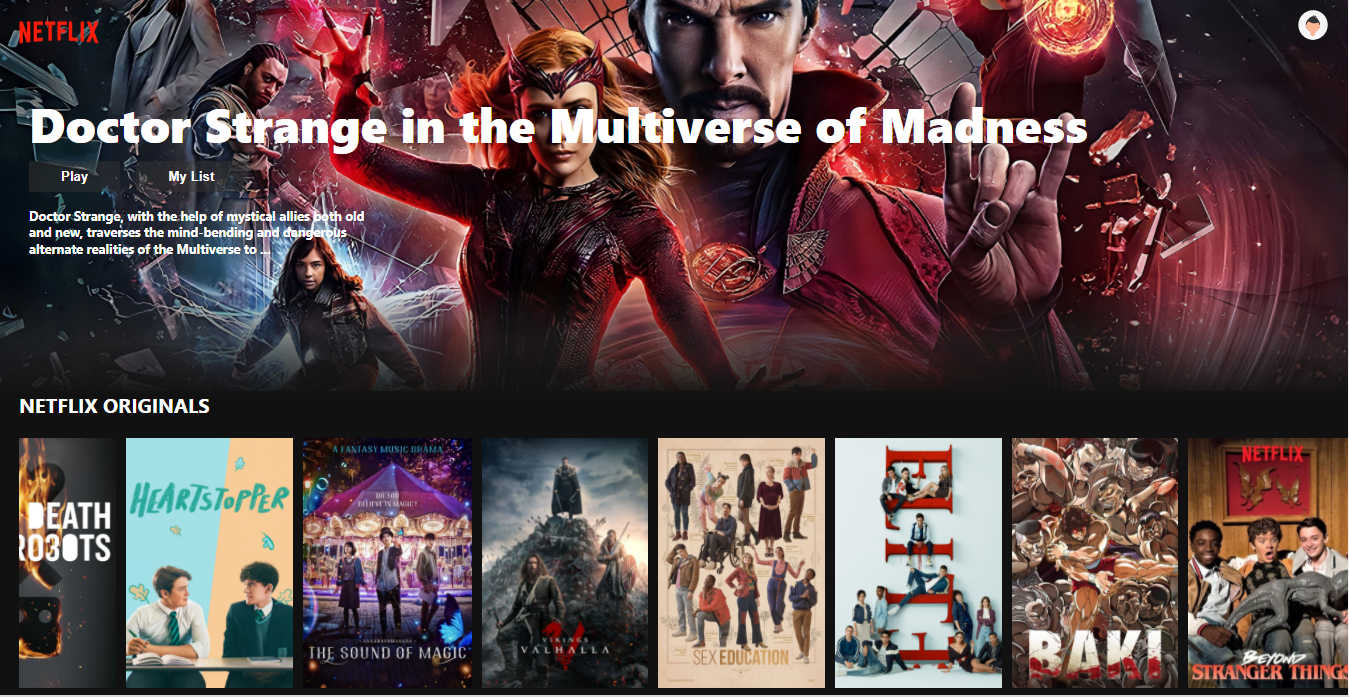 NETFLIX
Doctor Strange in the Multiverse of Madness
Play
My List
Doctor Strange, with the help of mystical allies both old
and new, traverses the mind-bending and dangerous
alternate realities of the Multiverse to ...
NETFLIX ORIGINALS
DEATH
R\O3OTS
HEARTSTOPPER
A FANTASY MUSIC DRAMA
DO YOU
BELIEVE IN MAGIC?
ANNARASUMANARA
THE SOUND OF MAGIC
VIKINGS
VALHALLA
SEX EDUCATION
ELITE
BAKI
NETFLIX
BEYOND
STRANGER THINGS